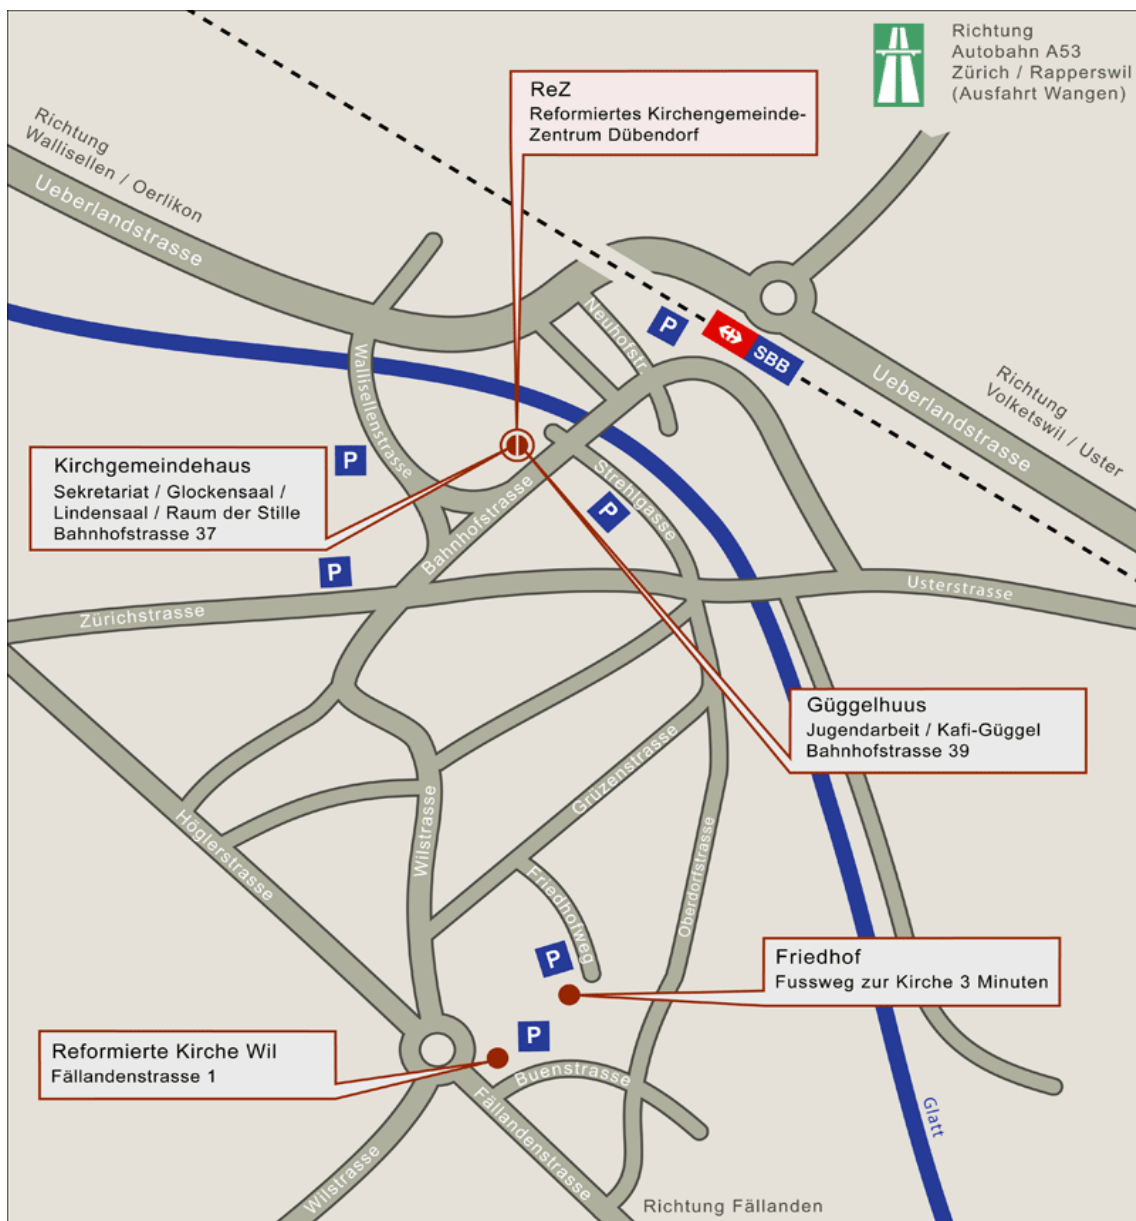 Richtung
Autobahn A53
Zürich / Rapperswil
(Ausfahrt Wangen)
ReZ
Reformiertes Kirchengemeinde-
Zentrum Dübendorf
Richtung
Wallisellen / Oerlikon
Ueberlandstrasse
Neuhofstr.
P
SBB
Wallisellenstrasse
Richtung
Volketswil / Uster
Ueberlandstrasse
Kirchgemeindehaus
Sekretariat / Glockensaal /
Lindensaal / Raum der Stille
Bahnhofstrasse 37
P
Strehlgasse
P
Bahnhofstrasse
P
Zürichstrasse
Usterstrasse
Güggelhuus
Jugendarbeit / Kafi-Güggel
Bahnhofstrasse 39
Grüzenstrasse
Höglerstrasse
Wilstrasse
Oberdorfstrasse
Friedhofweg
P
Friedhof
Fussweg zur Kirche 3 Minuten
P
Reformierte Kirche Wil
Fällandenstrasse 1
Buenstrasse
Fällandenstrasse
Glatt
Wilstrasse
Richtung Fällanden